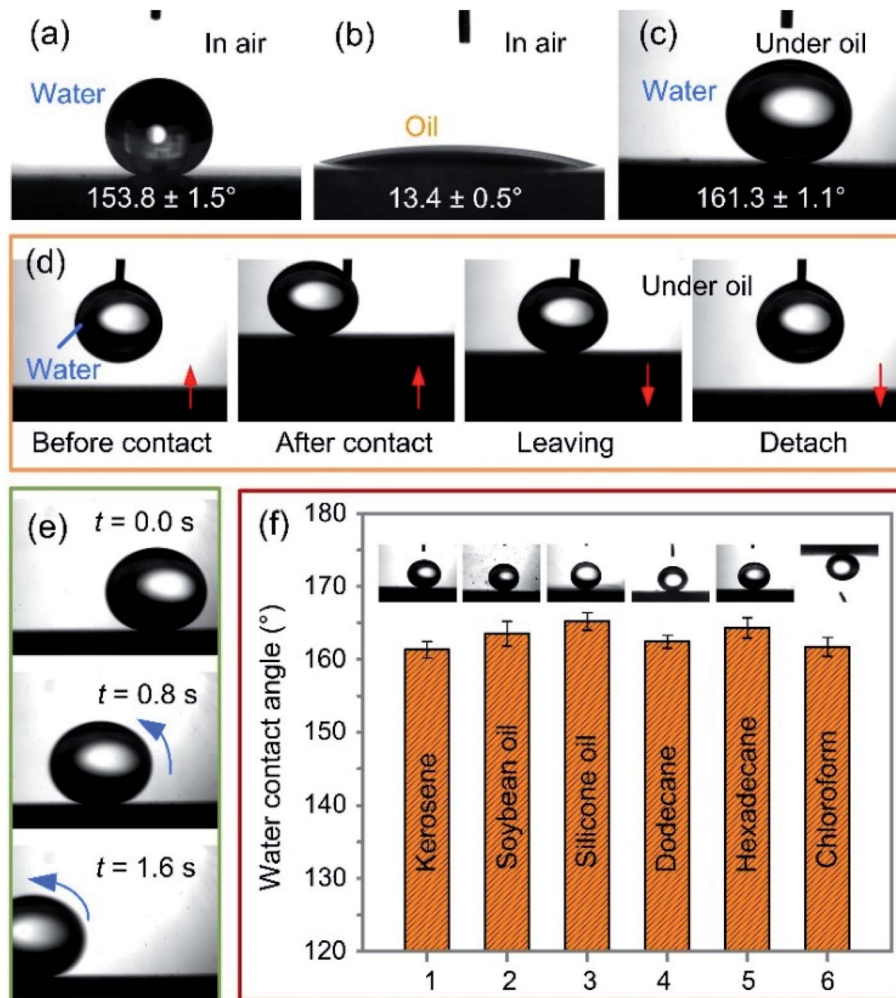 (a)
In air
Water
153.8 ± 1.5°
(b)
In air
Oil
13.4 ± 0.5°
(c)
Under oil
Water
161.3 ± 1.1°
(d)
Water
Under oil
Before contact
After contact
Leaving
Detach
(e)
t = 0.0 s
t = 0.8 s
t = 1.6 s
(f)
Water contact angle (°)
180
170
160
150
140
130
120
Kerosene
Soybean oil
Silicone oil
Dodecane
Hexadecane
Chloroform
1 2 3 4 5 6